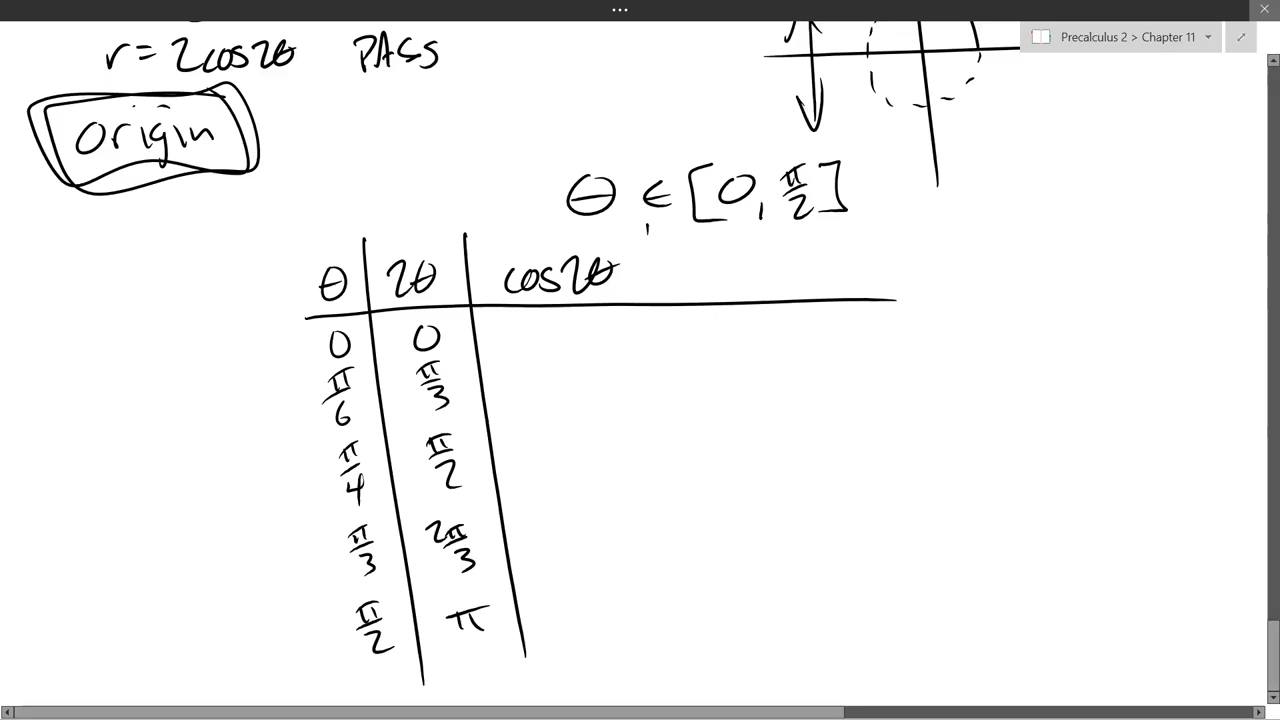 ...
Precalculus 2 > Chapter 11
r = 2cos2θ PASS
origin
θ ∈ [0, π/2]
θ 2θ cos2θ
0 0
π/6 π/3
π/4 π/2
π/3 2π/3
π/2 π